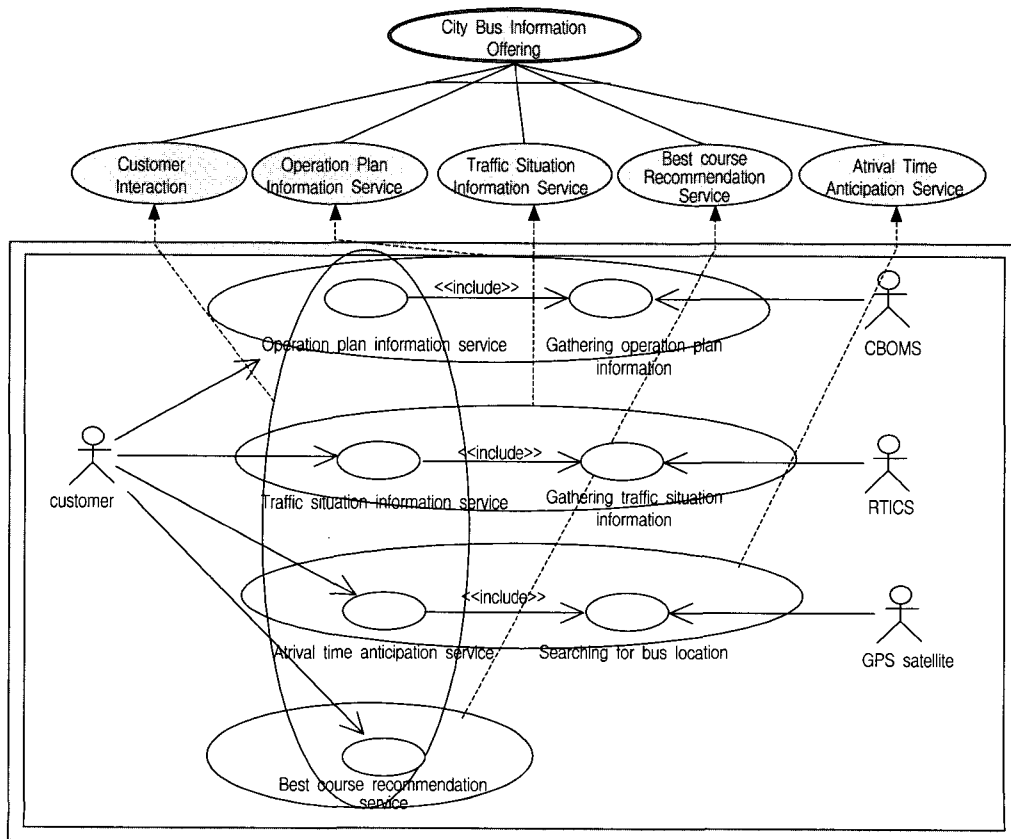 City Bus Information
Offering
Customer
Interaction
Operation Plan
Information Service
Traffic Situation
Information Service
Best course
Recommendation
Service
Atrival Time
Anticipation Service
<<include>>
Operation plan information service
Gathering operation plan
information
CBOMS
<<include>>
customer
Traffic situation information service
Gathering traffic situation
information
RTICS
<<include>>
Atrival time anticipation service
Searching for bus location
GPS satellite
Best course recommendation
service